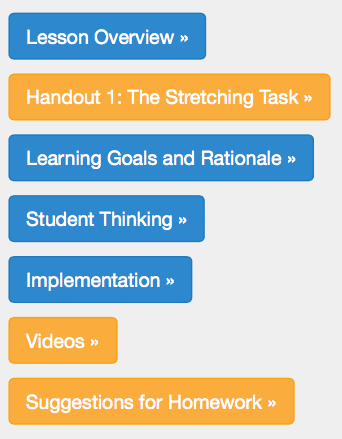 Lesson Overview »
Handout 1: The Stretching Task »
Learning Goals and Rationale »
Student Thinking »
Implementation »
Videos »
Suggestions for Homework »